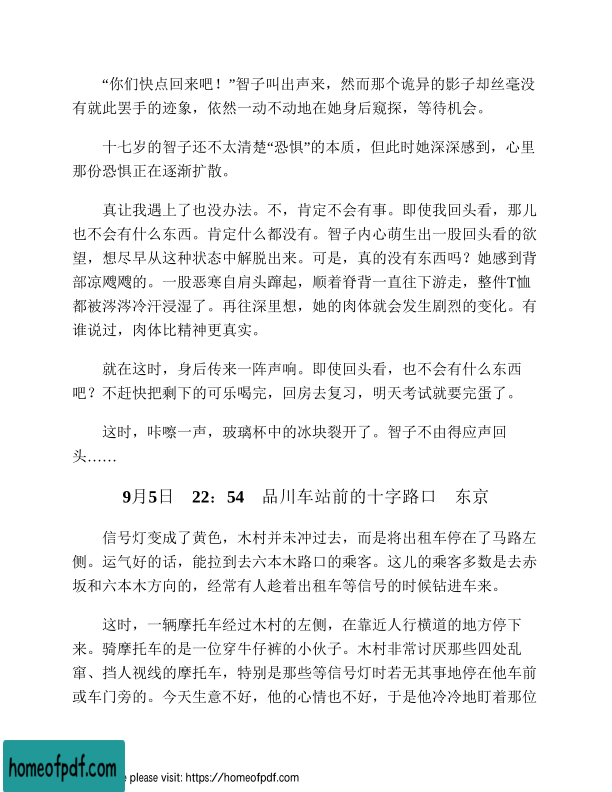 “你们快点回来吧！”智子叫出声来，然而那个诡异的影子却丝毫没
有就此罢手的迹象，依然一动不动地在她身后窥探，等待机会。
十七岁的智子还不太清楚“恐惧”的本质，但此时她深深感到，心里
那份恐惧正在逐渐扩散。
真让我遇上了也没办法。不，肯定不会有事。即使我回头看，那儿
也不会有什么东西。肯定什么都没有。智子内心萌生出一股回头看的欲
望，想尽早从这种状态中解脱出来。可是，真的没有东西吗？她感到背
部凉飕飕的。一股恶寒自肩头蹿起，顺着脊背一直往下游走，整件T恤
都被涔涔冷汗浸湿了。再往深里想，她的肉体就会发生剧烈的变化。有
谁说过，肉体比精神更真实。
就在这时，身后传来一阵声响。即使回头看，也不会有什么东西
吧？不赶快把剩下的可乐喝完，回房去复习，明天考试就要完蛋了。
这时，咔嚓一声，玻璃杯中的冰块裂开了。智子不由得应声回
头……
9月5日　22：54　品川车站前的十字路口　东京
信号灯变成了黄色，木村并未冲过去，而是将出租车停在了马路左
侧。运气好的话，能拉到去六本木路口的乘客。这儿的乘客多数是去赤
坂和六本木方向的，经常有人趁着出租车等信号的时候钻进车来。
这时，一辆摩托车经过木村的左侧，在靠近人行横道的地方停下
来。骑摩托车的是一位穿牛仔裤的小伙子。木村非常讨厌那些四处乱
窜、挡人视线的摩托车，特别是那些等信号灯时若无其事地停在他车前
或车门旁的。今天生意不好，他的心情也不好，于是他冷冷地盯着那位
homeofpdf.com
e please visit: https://homeofpdf.com